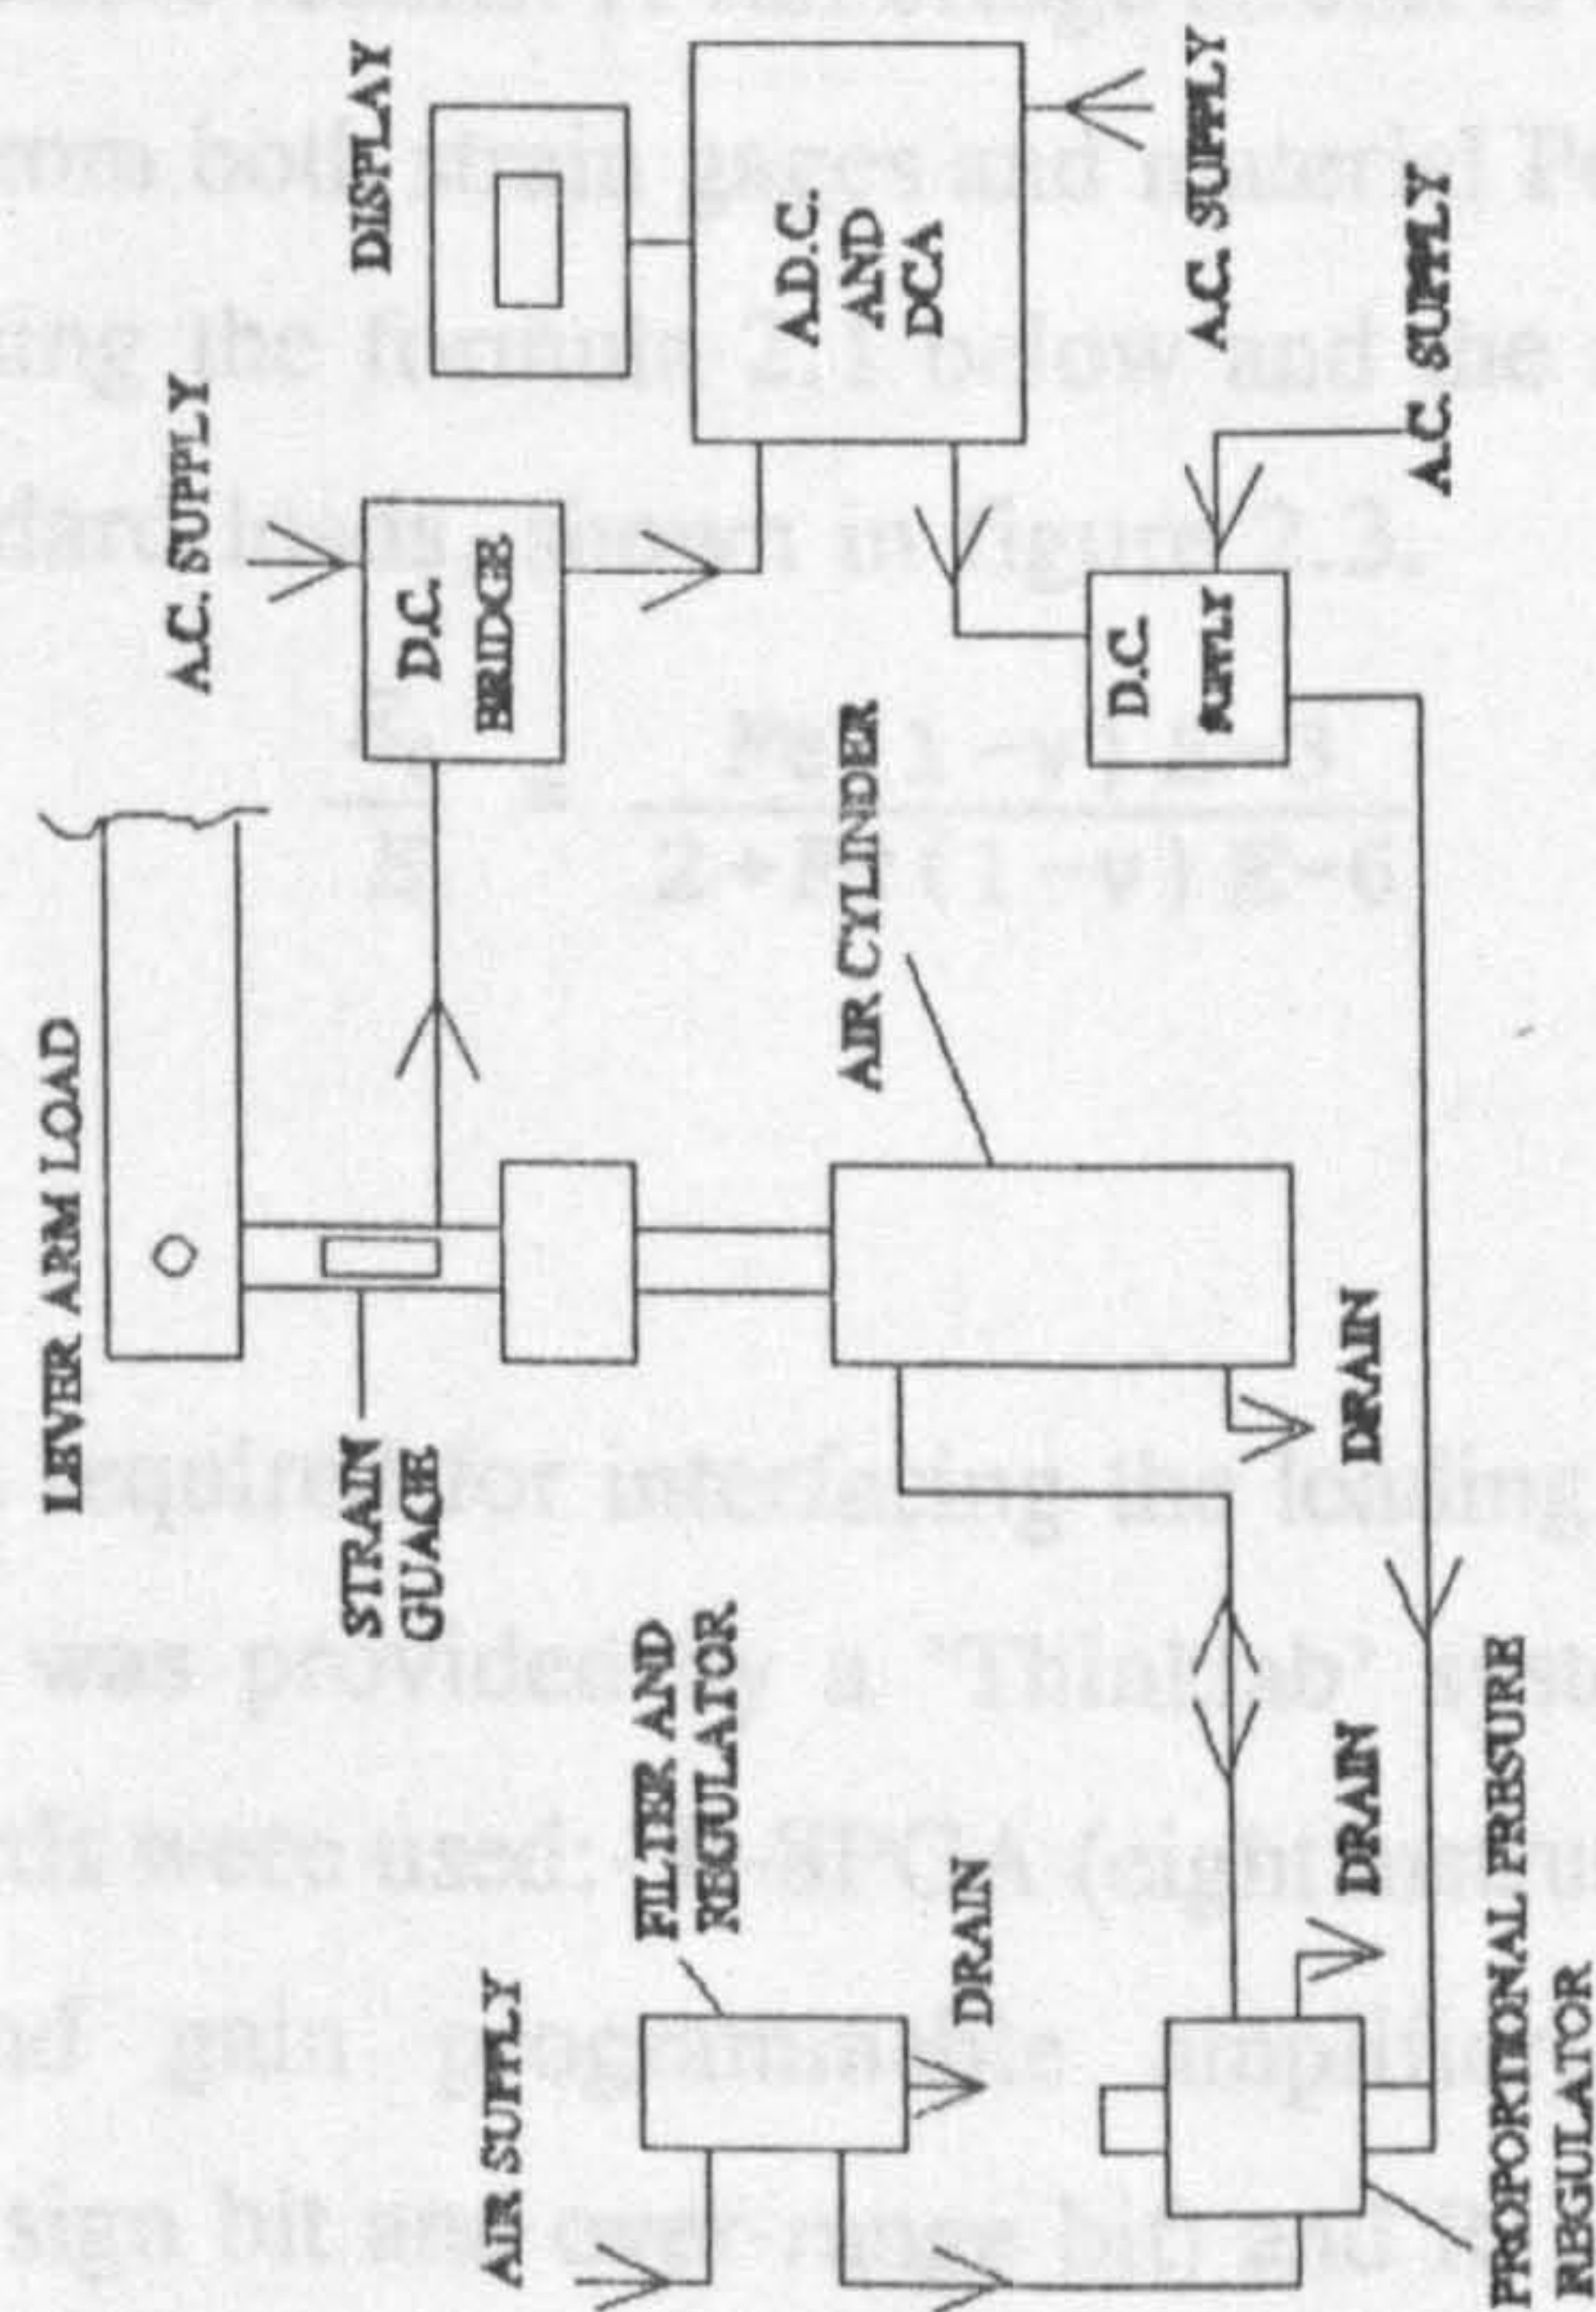 LEVER ARM LOAD
A.C. SUPPLY
DISPLAY
STRAIN
GUAGE
D.C.
BRIDGE
A.D.C.
AND
DCA
AIR SUPPLY
FILTER AND
REGULATOR
AIR CYLINDER
A.C. SUPPLY
DRAIN
D.C.
SUPPLY
A.C. SUPPLY
DRAIN
DRAIN
PROPORTIONAL PRESURE
REGULATOR